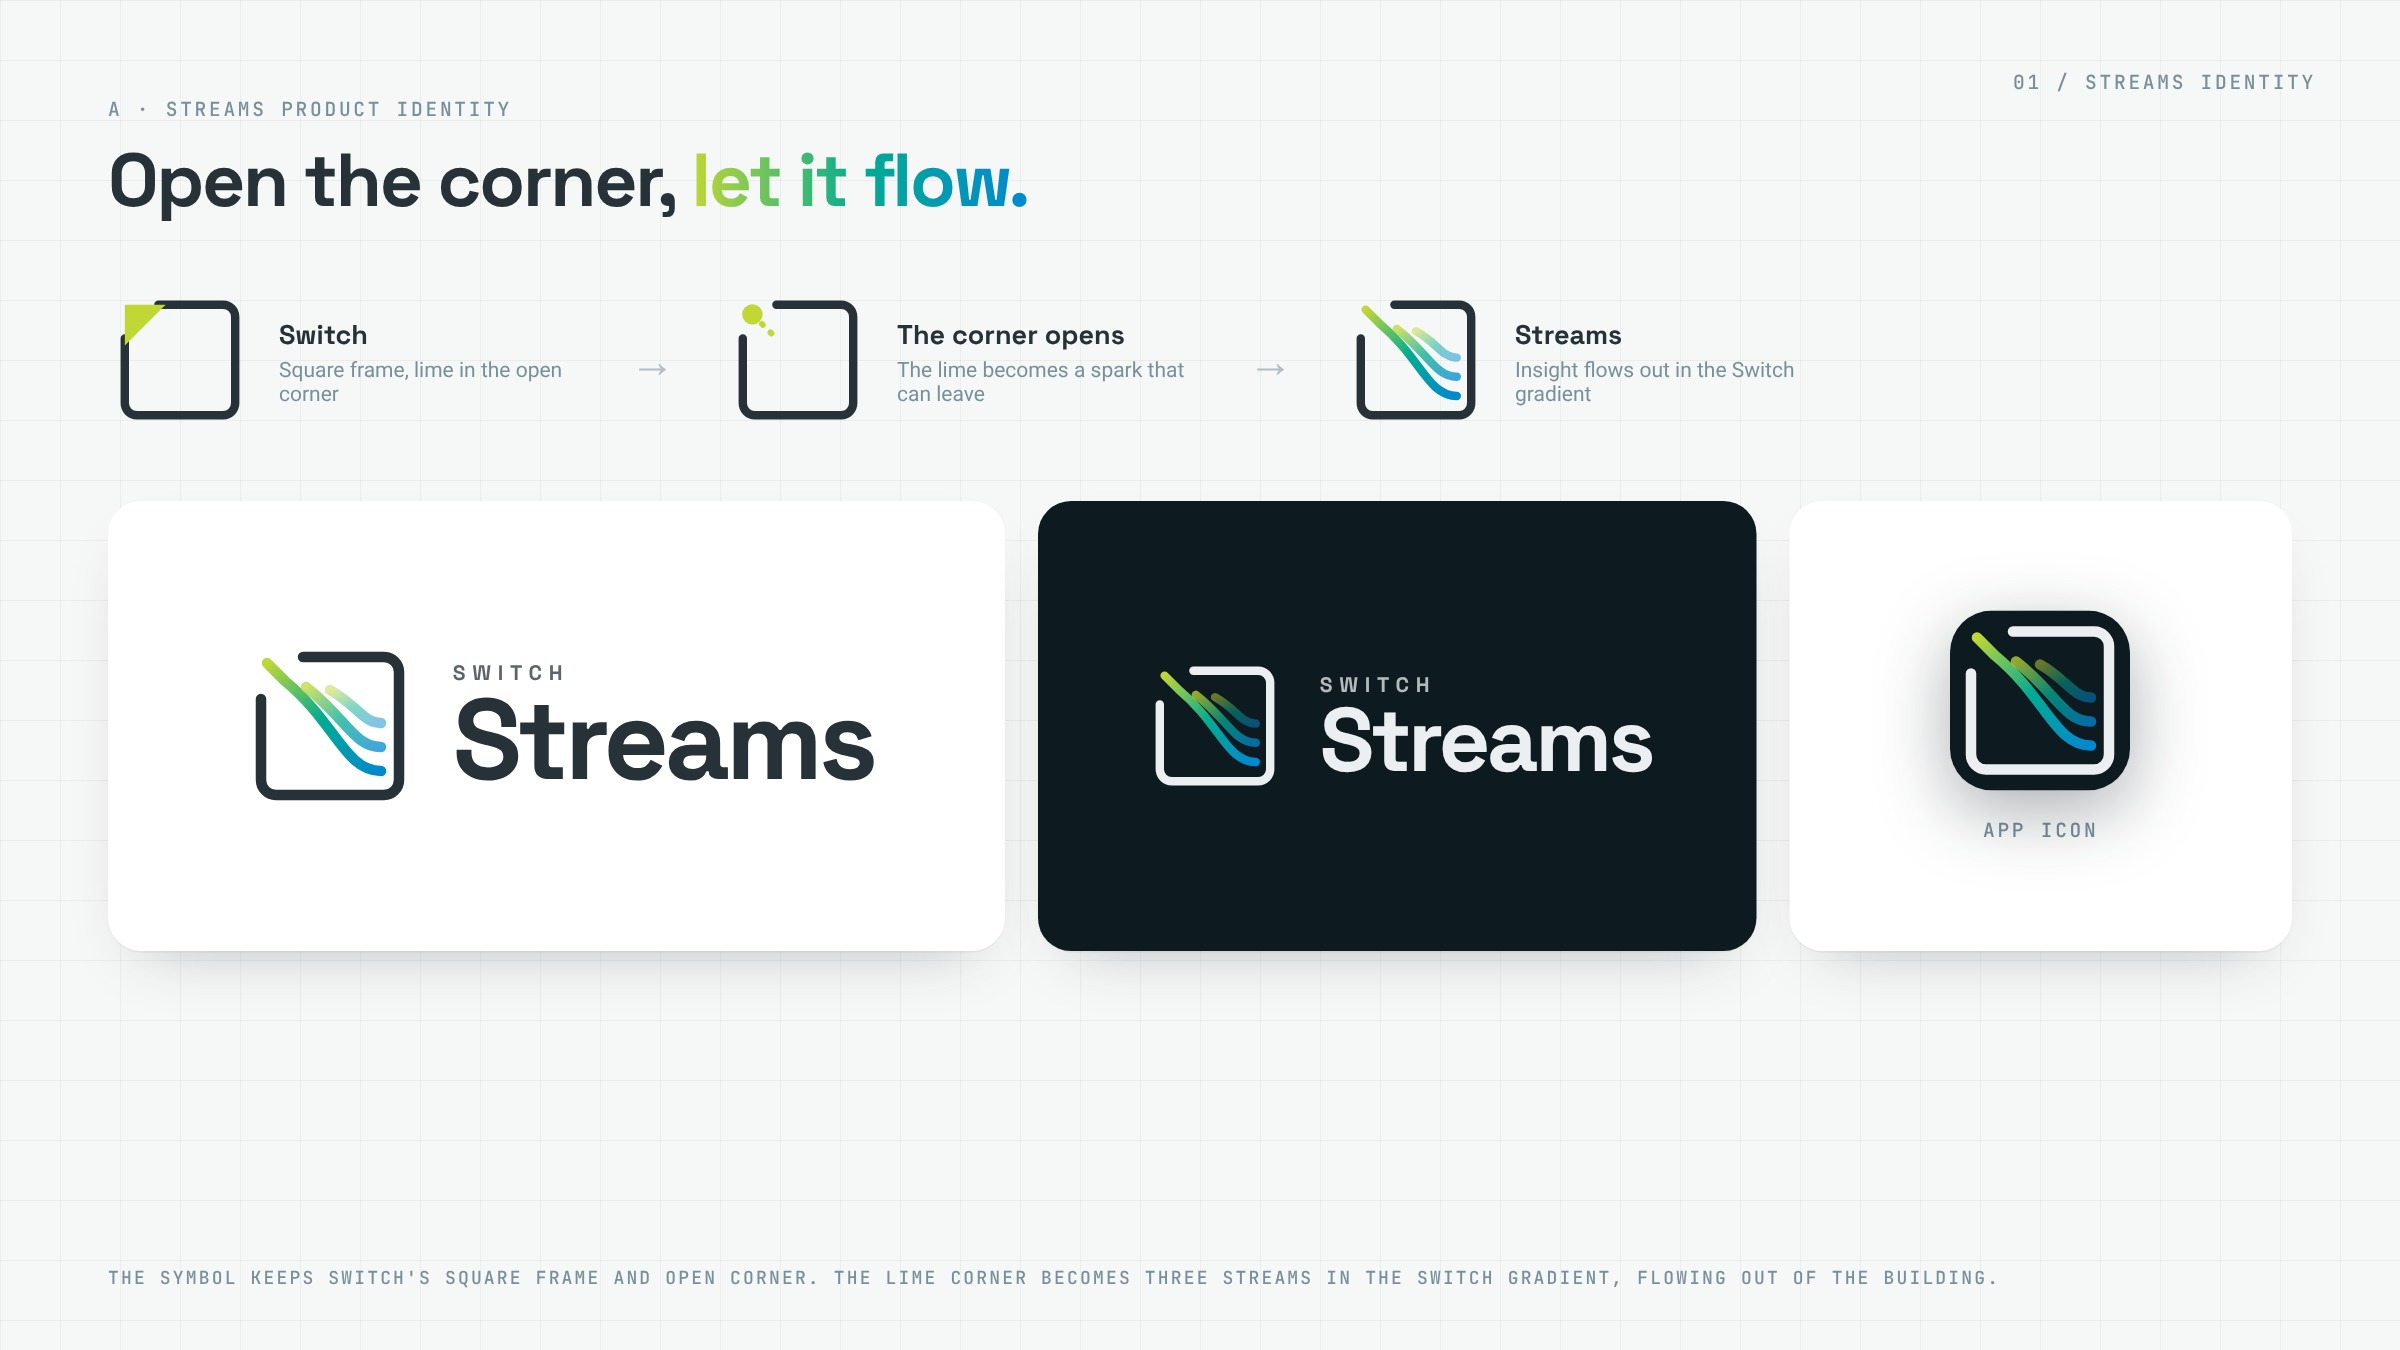 01 / STREAMS IDENTITY
A · STREAMS PRODUCT IDENTITY
Open the corner, let it flow.
Switch
Square frame, lime in the open
corner
→
The corner opens
The lime becomes a spark that
can leave
→
Streams
Insight flows out in the Switch
gradient
SWITCH
Streams
SWITCH
Streams
APP ICON
THE SYMBOL KEEPS SWITCH'S SQUARE FRAME AND OPEN CORNER. THE LIME CORNER BECOMES THREE STREAMS IN THE SWITCH GRADIENT, FLOWING OUT OF THE BUILDING.